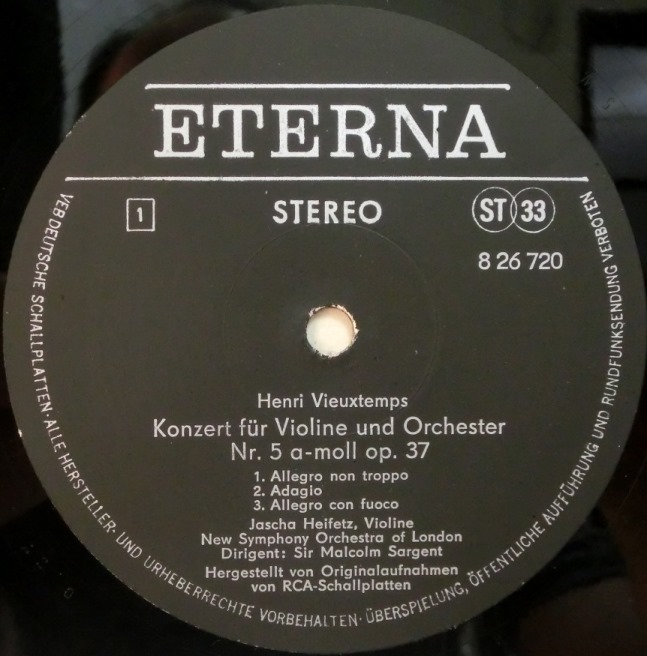 ETERNA
1
STEREO
ST 33
8 26 720
Henri Vieuxtemps
Konzert für Violine und Orchester
Nr. 5 a-moll op. 37
1. Allegro non troppo
2. Adagio
3. Allegro con fuoco
Jascha Heifetz, Violine
New Symphony Orchestra of London
Dirigent: Sir Malcolm Sargent
Hergestellt von Originalaufnahmen
von RCA-Schallplatten
VEB DEUTSCHE SCHALLPLATTEN · ALLE HERSTELLER- UND URHEBERRECHTE VORBEHALTEN · ÜBERSPIELUNG, ÖFFENTLICHE AUFFÜHRUNG UND RUNDFUNKSENDUNG VERBOTEN